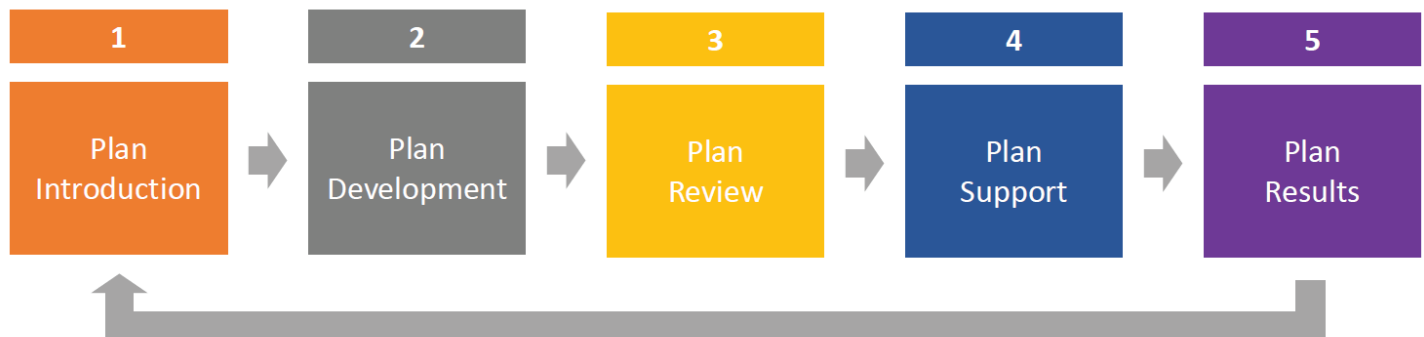 1
2
3
4
5
Plan
Introduction
Plan
Development
Plan
Review
Plan
Support
Plan
Results